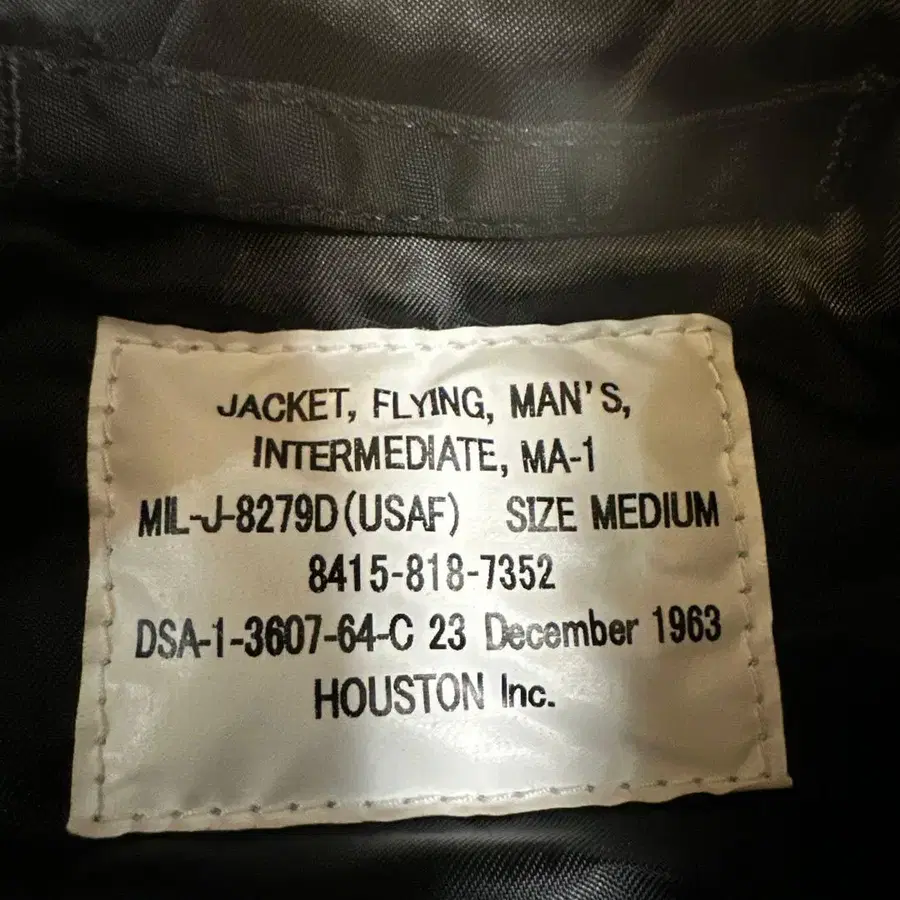 JACKET, FLYING, MAN'S,
INTERMEDIATE, MA-1
MIL-J-8279D(USAF) SIZE MEDIUM
8415-818-7352
DSA-1-3607-64-C 23 December 1963
HOUSTON Inc.